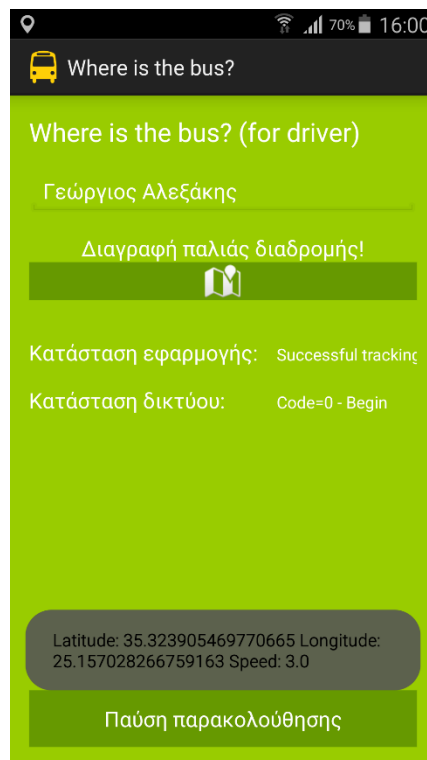 70% 16:00
Where is the bus?
Where is the bus? (for driver)
Γεώργιος Αλεξάκης
Διαγραφή παλιάς διαδρομής!
Κατάσταση εφαρμογής: Successful tracking
Κατάσταση δικτύου: Code=0 - Begin
Latitude: 35.323905469770665 Longitude:
25.157028266759163 Speed: 3.0
Παύση παρακολούθησης